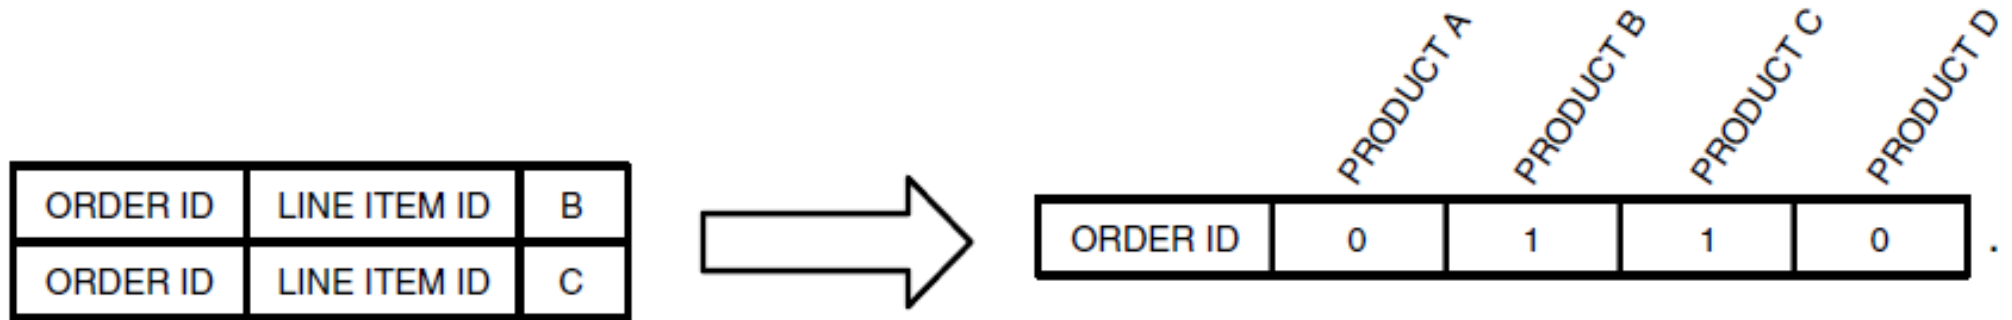 PRODUCT A
PRODUCT B
PRODUCT C
PRODUCT D
ORDER ID LINE ITEM ID B
ORDER ID LINE ITEM ID C
ORDER ID 0 1 1 0 .